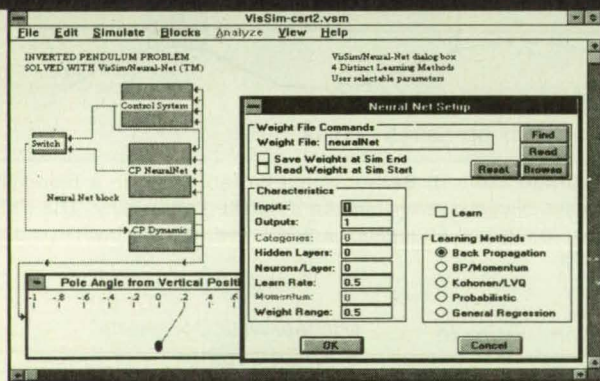 VisSim-cart2.vsm
File Edit Simulate Blocks Analyze View Help
INVERTED PENDULUM PROBLEM
SOLVED WITH VisSim/Neural-Net (TM)
VisSim/Neural-Net dialog box
4 Distinct Learning Methods
User selectable parameters
Control System
Switch
CP NeuralNet
Neural Net block
CP Dynamic
Neural Net Setup
Weight File Commands
Weight File: neuralNet
Find
Read
Save Weights at Sim End
Read Weights at Sim Start
Reset Browse
Characteristics
Inputs: 1
Outputs: 1
Categories: 0
Hidden Layers: 0
Neurons/Layer: 0
Learn Rate: 0.5
Momentum: 0
Weight Range: 0.5
Learn
Learning Methods
Back Propagation
BP/Momentum
Kohonen/LVQ
Probabilistic
General Regression
OK
Cancel
Pole Angle from Vertical Positi
-1 -.8 -.6 -.4 -.2 0 .2 .4 .6